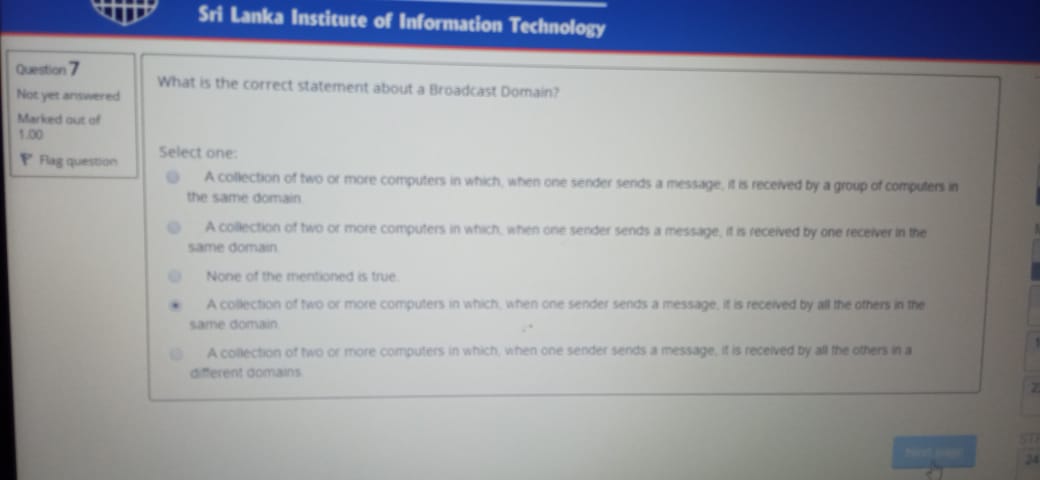 Sri Lanka Institute of Information Technology
Question 7
Not yet answered
Marked out of
1.00
Flag question
What is the correct statement about a Broadcast Domain?
Select one:
A collection of two or more computers in which, when one sender sends a message, it is received by a group of computers in
the same domain.
A collection of two or more computers in which, when one sender sends a message, it is received by one receiver in the
same domain.
None of the mentioned is true.
A collection of two or more computers in which, when one sender sends a message, it is received by all the others in the
same domain.
A collection of two or more computers in which, when one sender sends a message, it is received by all the others in a
different domains.
Next page
24